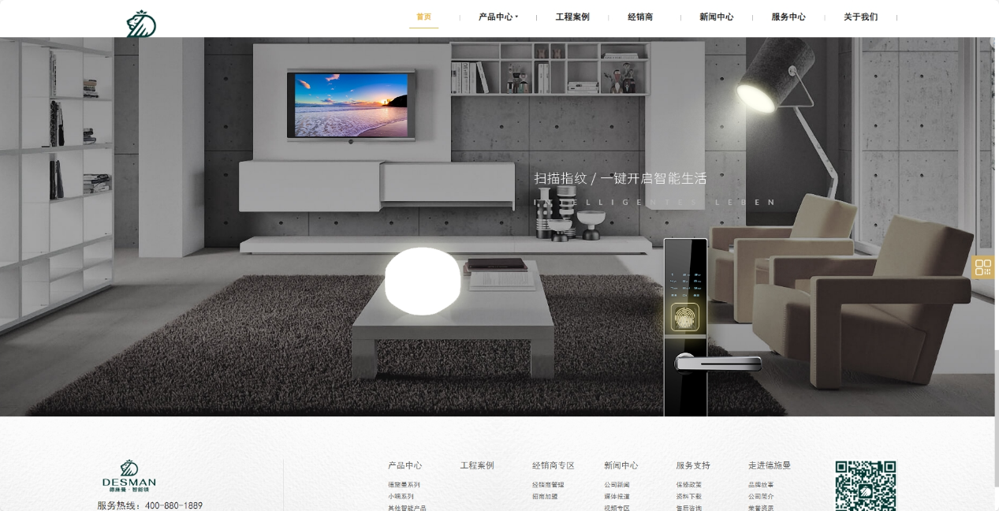 首页
产品中心
工程案例
经销商
新闻中心
服务中心
关于我们
扫描指纹 / 一键开启智能生活
INTELLIGENTES LEBEN
DESMAN
德施曼·智能锁
服务热线：400-880-1889
产品中心
德施曼系列
小嘀系列
其他智能产品
工程案例
经销商专区
经销商管理
招商加盟
新闻中心
公司新闻
媒体报道
视频专区
服务支持
保修政策
资料下载
售后咨询
走进德施曼
品牌故事
公司简介
荣誉资质